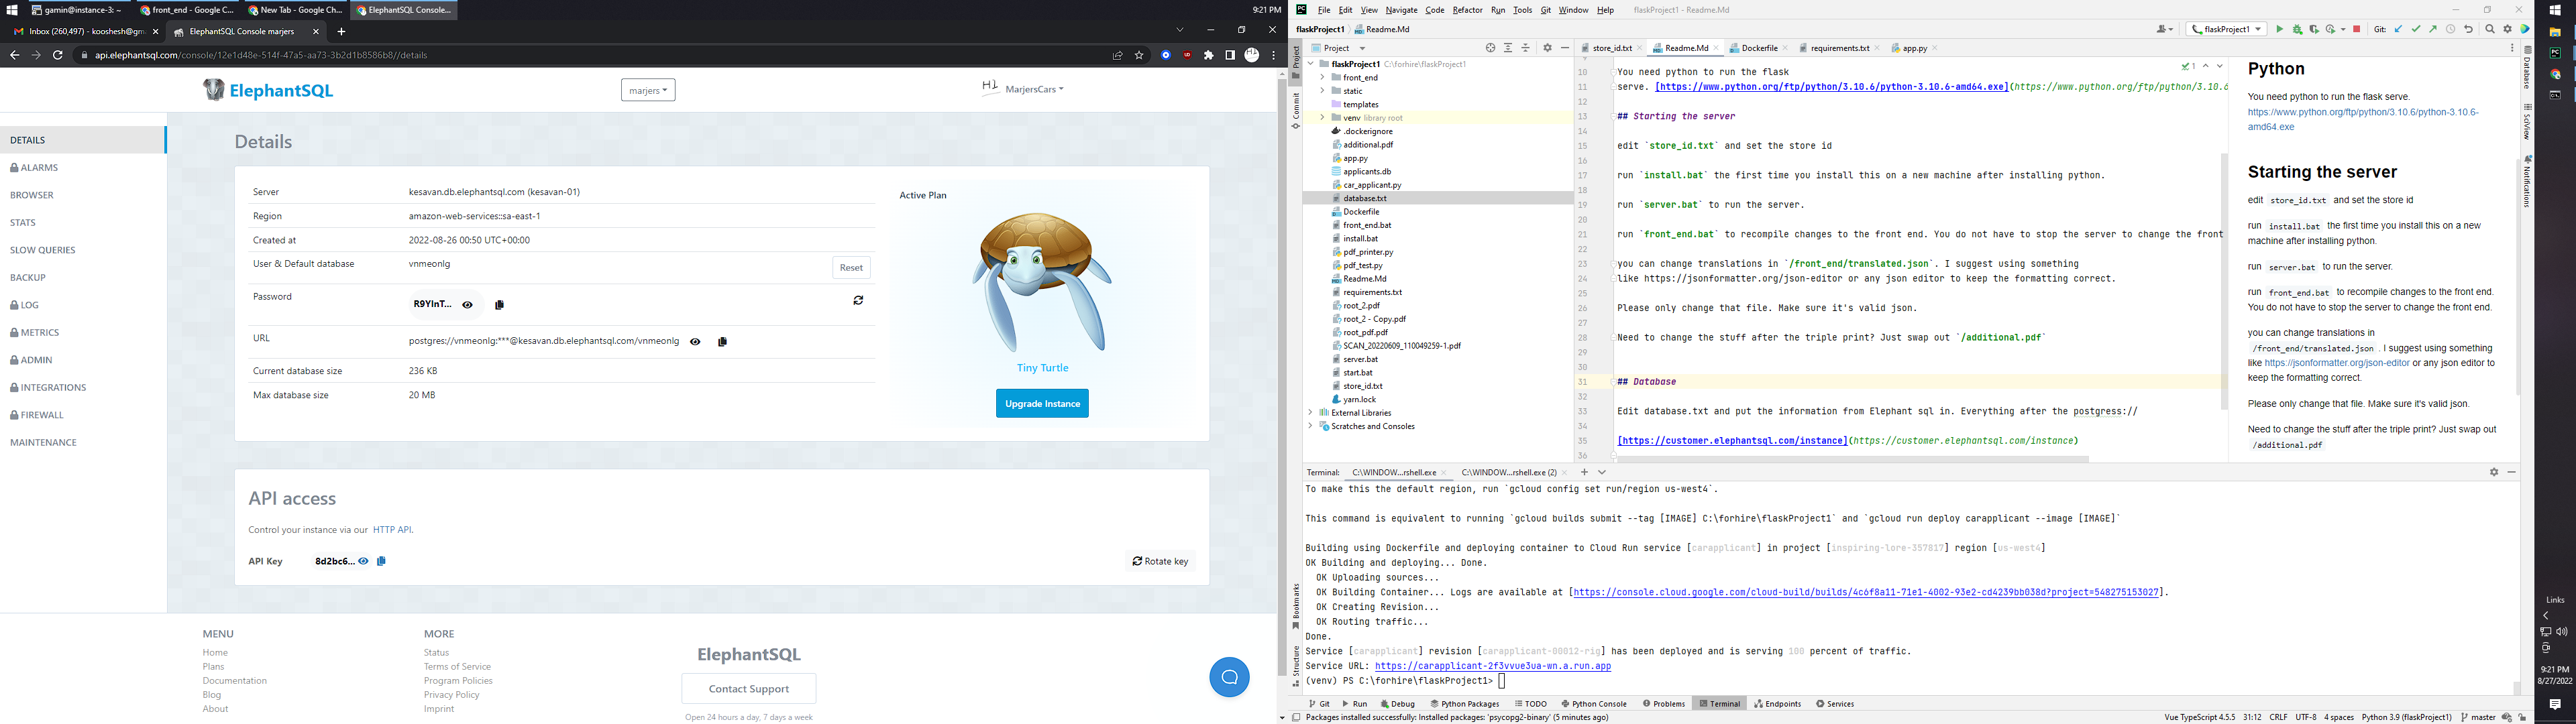 gamin@instance-3: ~
front_end - Google C...
New Tab - Google Ch...
ElephantSQL Console...
9:21 PM
Inbox (260,497) - kooshesh@gm
ElephantSQL Console marjers
api.elephantsql.com/console/12e1d48e-514f-47a5-aa73-3b2d1b8586b8//details
ElephantSQL
marjers
MarjersCars
DETAILS
ALARMS
BROWSER
STATS
SLOW QUERIES
BACKUP
LOG
METRICS
ADMIN
INTEGRATIONS
FIREWALL
MAINTENANCE
Details
Server kesavan.db.elephantsql.com (kesavan-01)
Region amazon-web-services::sa-east-1
Created at 2022-08-26 00:50 UTC+00:00
User & Default database vnmeonlg Reset
Password R9YInT...
URL postgres://vnmeonlg:***@kesavan.db.elephantsql.com/vnmeonlg
Current database size 236 KB
Max database size 20 MB
Active Plan
Tiny Turtle
Upgrade Instance
API access
Control your instance via our HTTP API.
API Key 8d2bc6... Rotate key
MENU
Home
Plans
Documentation
Blog
About
MORE
Status
Terms of Service
Program Policies
Privacy Policy
Imprint
ElephantSQL
Contact Support
Open 24 hours a day, 7 days a week
File Edit View Navigate Code Refactor Run Tools Git Window Help flaskProject1 - Readme.Md
flaskProject1 Readme.Md
flaskProject1 Git:
Project
store_id.txt Readme.Md Dockerfile requirements.txt app.py
Project
Commit
Bookmarks
Structure
flaskProject1 C:\forhire\flaskProject1
front_end
static
templates
venv library root
.dockerignore
additional.pdf
app.py
applicants.db
car_applicant.py
database.txt
Dockerfile
front_end.bat
install.bat
pdf_printer.py
pdf_test.py
Readme.Md
requirements.txt
root_2.pdf
root_2 - Copy.pdf
root_pdf.pdf
SCAN_20220609_110049259-1.pdf
server.bat
start.bat
store_id.txt
yarn.lock
External Libraries
Scratches and Consoles
9
10 You need python to run the flask
11 serve. [https://www.python.org/ftp/python/3.10.6/python-3.10.6-amd64.exe](https://www.python.org/ftp/python/3.10.6
12
13 ## Starting the server
14
15 edit `store_id.txt` and set the store id
16
17 run `install.bat` the first time you install this on a new machine after installing python.
18
19 run `server.bat` to run the server.
20
21 run `front_end.bat` to recompile changes to the front end. You do not have to stop the server to change the front
22
23 you can change translations in `/front_end/translated.json`. I suggest using something
24 like https://jsonformatter.org/json-editor or any json editor to keep the formatting correct.
25
26 Please only change that file. Make sure it's valid json.
27
28 Need to change the stuff after the triple print? Just swap out `/additional.pdf`
29
30
31 ## Database
32
33 Edit database.txt and put the information from Elephant sql in. Everything after the postgress://
34
35 [https://customer.elephantsql.com/instance](https://customer.elephantsql.com/instance)
36
1
Python
You need python to run the flask serve.
https://www.python.org/ftp/python/3.10.6/python-3.10.6-
amd64.exe
Starting the server
edit store_id.txt and set the store id
run install.bat the first time you install this on a new
machine after installing python.
run server.bat to run the server.
run front_end.bat to recompile changes to the front end.
You do not have to stop the server to change the front end.
you can change translations in
/front_end/translated.json . I suggest using something
like https://jsonformatter.org/json-editor or any json editor to
keep the formatting correct.
Please only change that file. Make sure it's valid json.
Need to change the stuff after the triple print? Just swap out
/additional.pdf
Database
SciView
Notifications
Terminal: C:\WINDOW...rshell.exe C:\WINDOW...rshell.exe (2)
To make this the default region, run `gcloud config set run/region us-west4`.
This command is equivalent to running `gcloud builds submit --tag [IMAGE] C:\forhire\flaskProject1` and `gcloud run deploy carapplicant --image [IMAGE]`
Building using Dockerfile and deploying container to Cloud Run service [carapplicant] in project [inspiring-lore-357817] region [us-west4]
OK Building and deploying... Done.
OK Uploading sources...
OK Building Container... Logs are available at [https://console.cloud.google.com/cloud-build/builds/4c6f8a11-71e1-4002-93e2-cd4239bb038d?project=548275153027].
OK Creating Revision...
OK Routing traffic...
Done.
Service [carapplicant] revision [carapplicant-00012-rig] has been deployed and is serving 100 percent of traffic.
Service URL: https://carapplicant-2f3vvue3ua-wn.a.run.app
(venv) PS C:\forhire\flaskProject1>
Git Run Debug Python Packages TODO Python Console Problems Terminal Endpoints Services
Packages installed successfully: Installed packages: 'psycopg2-binary' (5 minutes ago)
Vue TypeScript 4.5.5 31:12 CRLF UTF-8 4 spaces Python 3.9 (flaskProject1) master
Links
9:21 PM
8/27/2022